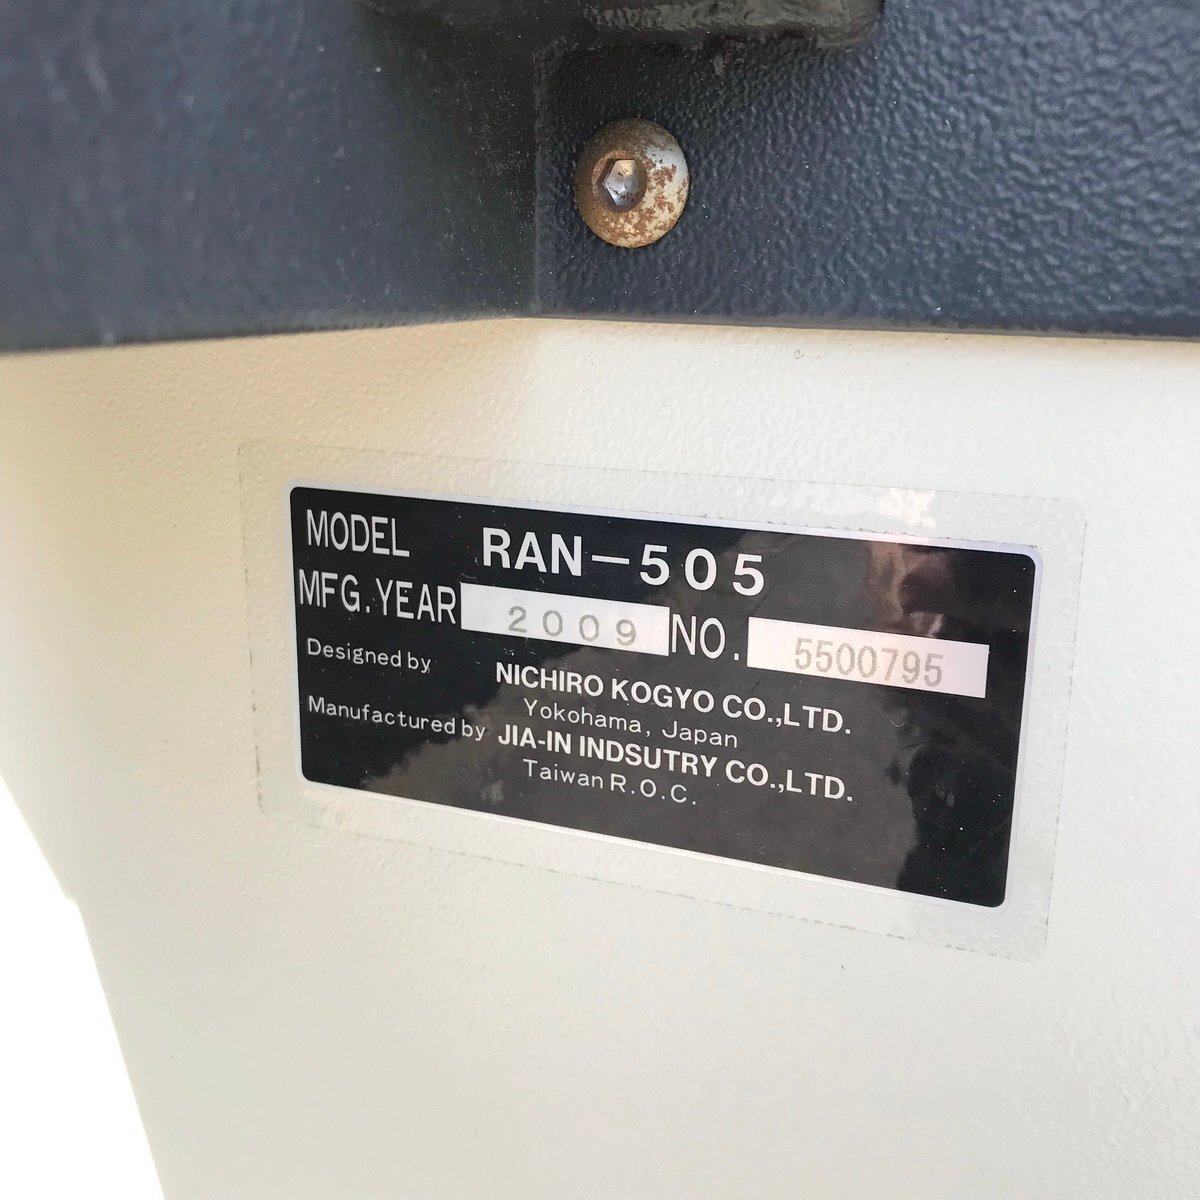 MODEL RAN-505
MFG.YEAR 2009 NO. 5500795
Designed by NICHIRO KOGYO CO.,LTD.
Yokohama, Japan
Manufactured by JIA-IN INDSUTRY CO.,LTD.
Taiwan R.O.C.